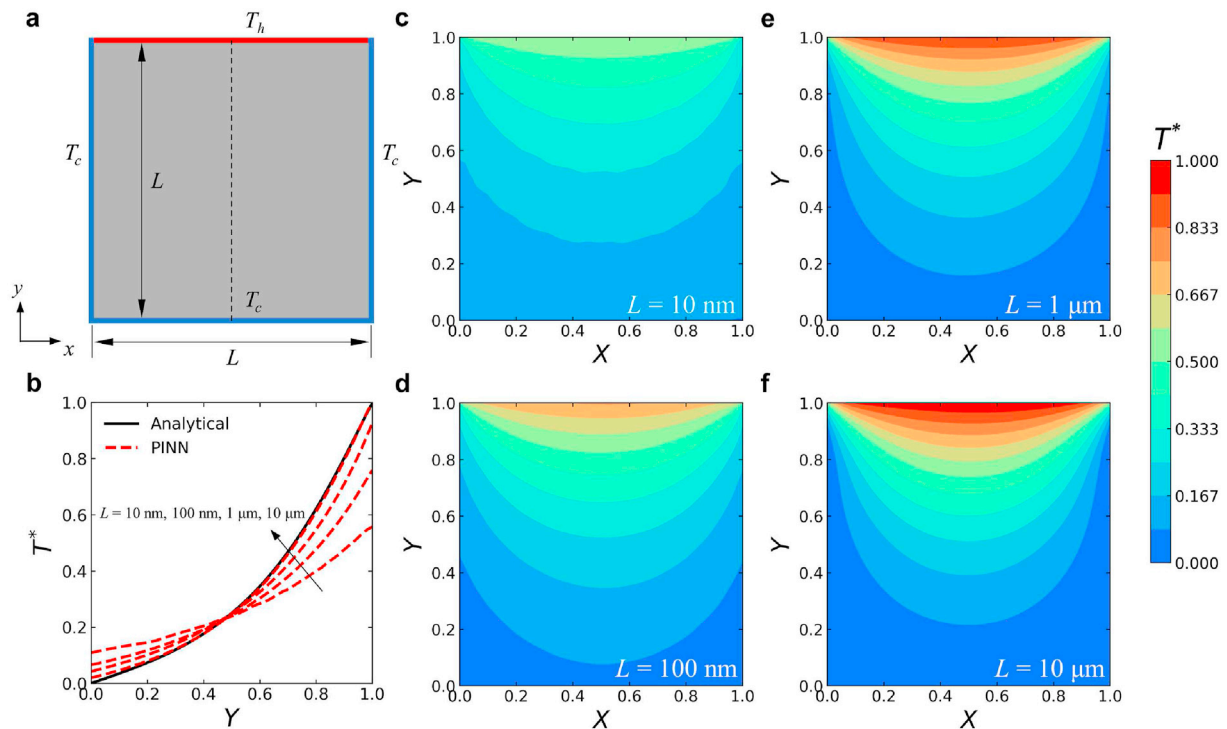 a
T_h
T_c
L
T_c
T_c
y
x
L
b
1.0
0.8
0.6
0.4
0.2
0.0
T*
Analytical
PINN
L = 10 nm, 100 nm, 1 μm, 10 μm
0.0 0.2 0.4 0.6 0.8 1.0
Y
c
1.0
0.8
0.6
0.4
0.2
0.0
Y
L = 10 nm
0.0 0.2 0.4 0.6 0.8 1.0
X
d
1.0
0.8
0.6
0.4
0.2
0.0
Y
L = 100 nm
0.0 0.2 0.4 0.6 0.8 1.0
X
e
1.0
0.8
0.6
0.4
0.2
0.0
Y
L = 1 μm
0.0 0.2 0.4 0.6 0.8 1.0
X
f
1.0
0.8
0.6
0.4
0.2
0.0
Y
L = 10 μm
0.0 0.2 0.4 0.6 0.8 1.0
X
T*
1.000
0.833
0.667
0.500
0.333
0.167
0.000